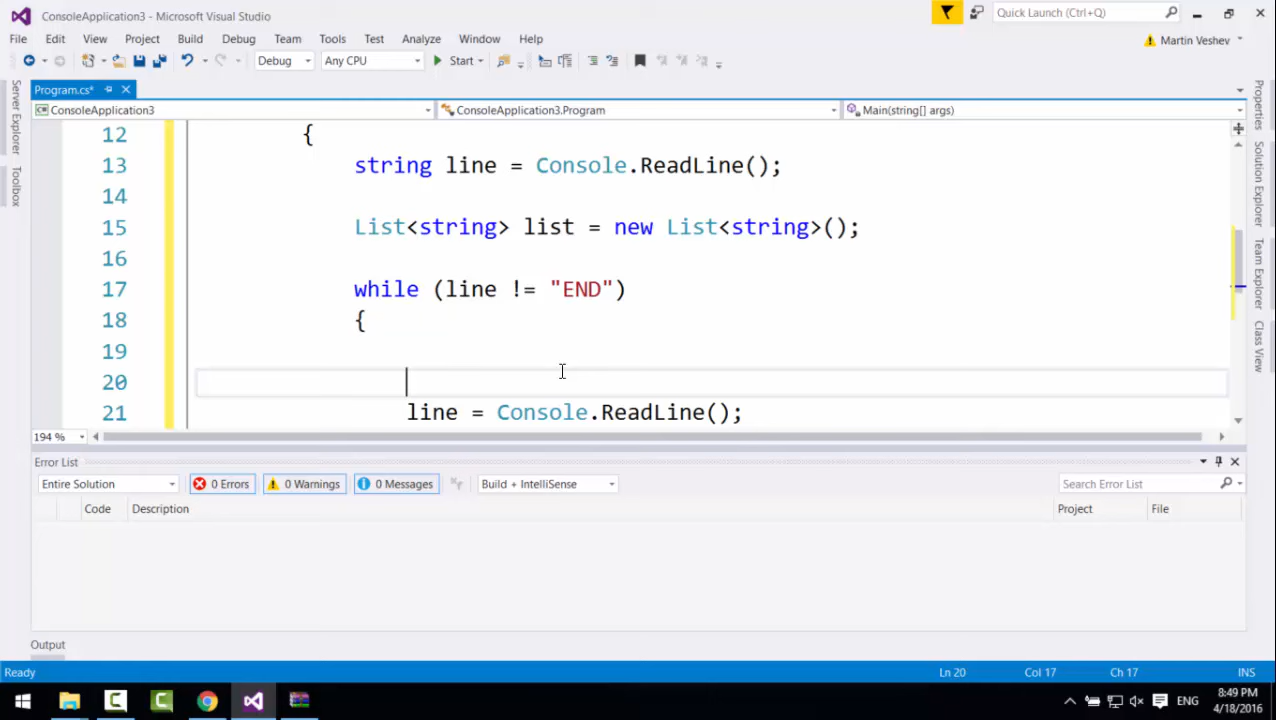 ConsoleApplication3 - Microsoft Visual Studio
Quick Launch (Ctrl+Q)
File Edit View Project Build Debug Team Tools Test Analyze Window Help
Martin Veshev
Debug Any CPU Start
Program.cs*
ConsoleApplication3 ConsoleApplication3.Program Main(string[] args)
Server Explorer
Toolbox
Properties
Solution Explorer
Team Explorer
Class View
12 {
13 string line = Console.ReadLine();
14
15 List<string> list = new List<string>();
16
17 while (line != "END")
18 {
19
20
21 line = Console.ReadLine();
194 %
Error List
Entire Solution 0 Errors 0 Warnings 0 Messages Build + IntelliSense Search Error List
Code Description Project File
Output
Ready Ln 20 Col 17 Ch 17 INS
ENG
8:49 PM
4/18/2016